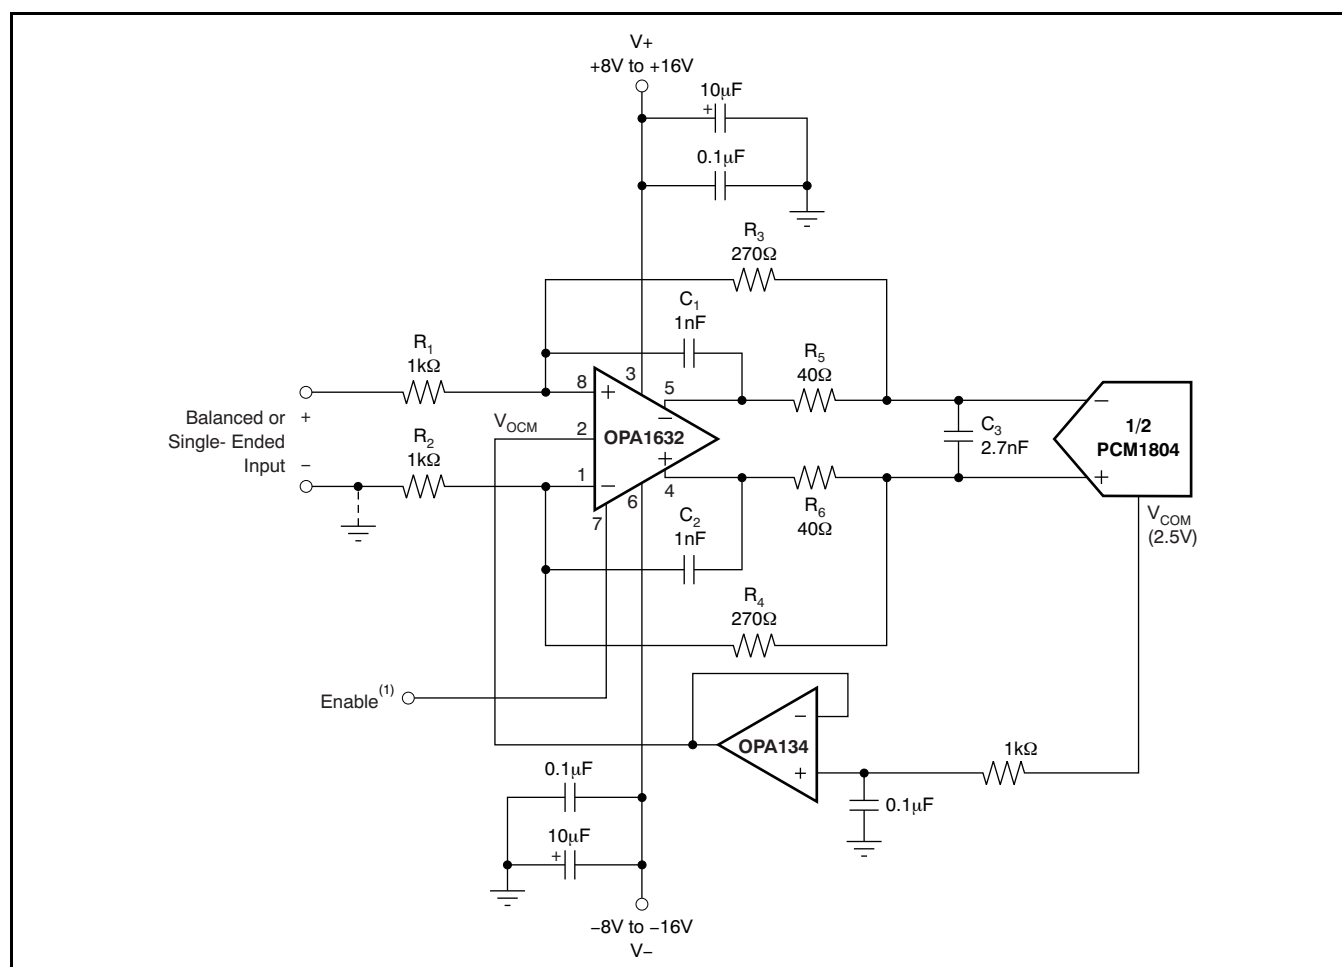 V+
+8V to +16V
10μF
+
0.1μF
R3
270Ω
C1
1nF
R1
1kΩ
R5
40Ω
8
+
3
5
−
Balanced or
Single- Ended
Input
+
−
VOCM
2
OPA1632
R2
1kΩ
1
−
+
4
6
7
C2
1nF
R6
40Ω
C3
2.7nF
−
+
1/2
PCM1804
VCOM
(2.5V)
R4
270Ω
Enable(1)
−
OPA134
+
1kΩ
0.1μF
0.1μF
10μF
+
−8V to −16V
V−